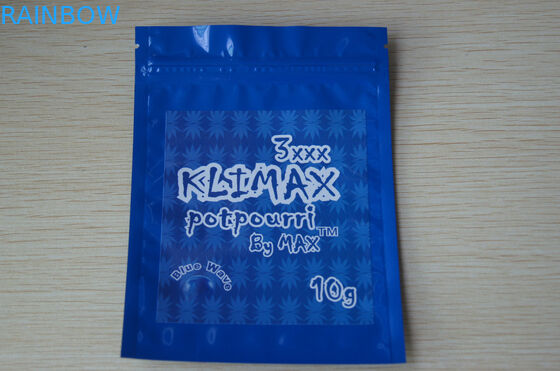 RAINBOW
3xxx
KLIMAX
potpourri
By MAX™
Blue Wave
10g